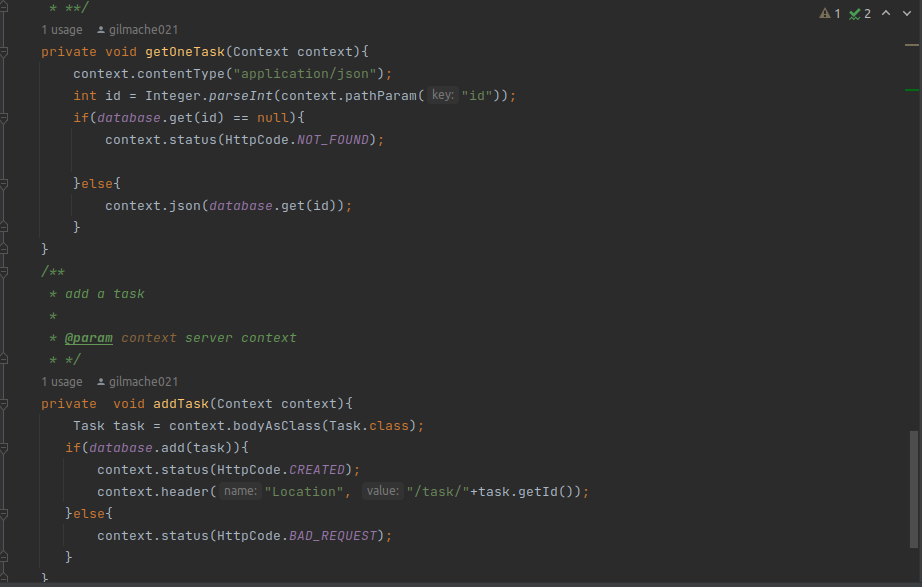 * **/
1 2
1 usage gilmache021
private void getOneTask(Context context){
context.contentType("application/json");
int id = Integer.parseInt(context.pathParam( key: "id"));
if(database.get(id) == null){
context.status(HttpCode.NOT_FOUND);
}else{
context.json(database.get(id));
}
}
/**
* add a task
*
* @param context server context
* */
1 usage gilmache021
private  void addTask(Context context){
Task task = context.bodyAsClass(Task.class);
if(database.add(task)){
context.status(HttpCode.CREATED);
context.header( name: "Location", value: "/task/"+task.getId());
}else{
context.status(HttpCode.BAD_REQUEST);
}
}